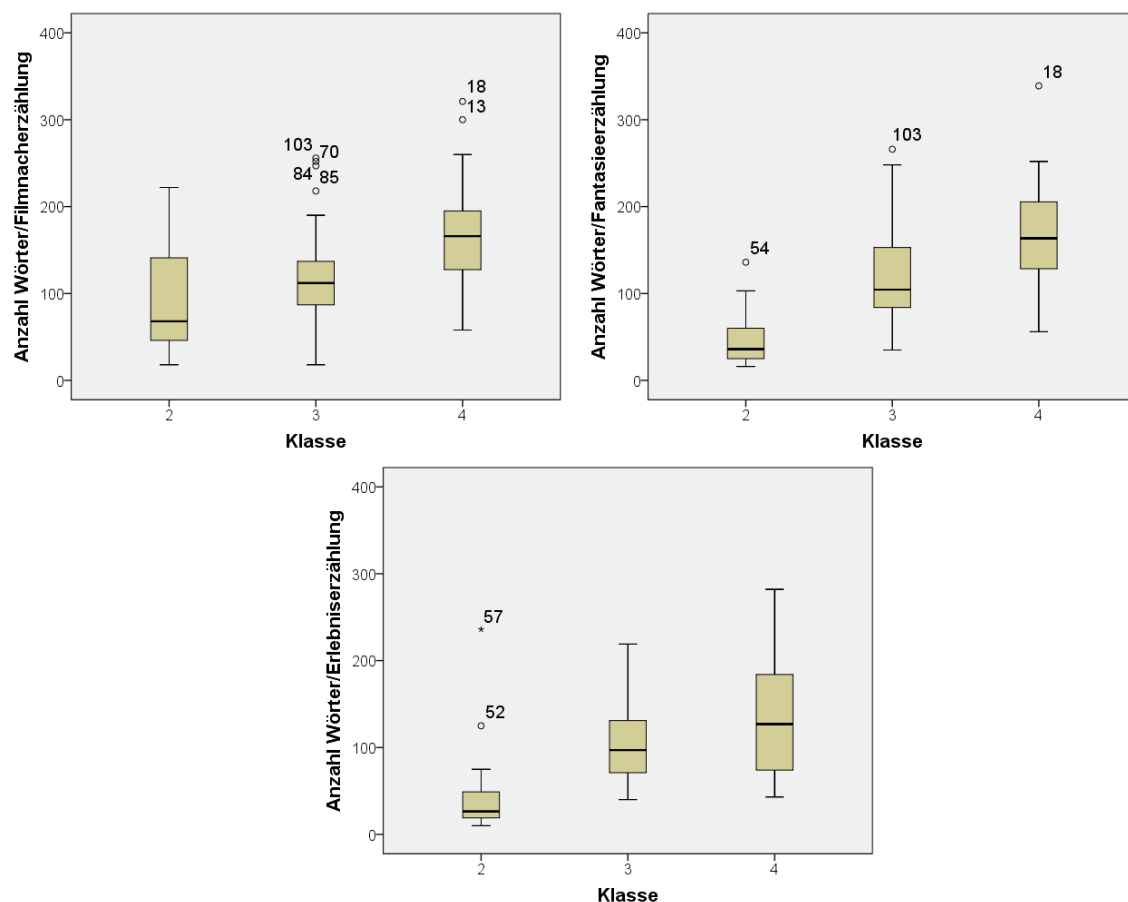 Anzahl Wörter/Filmnacherzählung
400
300
200
100
0
18
13
103 70
84 85
2 3 4
Klasse
Anzahl Wörter/Fantasieerzählung
400
300
200
100
0
18
103
54
2 3 4
Klasse
Anzahl Wörter/Erlebniserzählung
400
300
200
100
0
57
52
2 3 4
Klasse